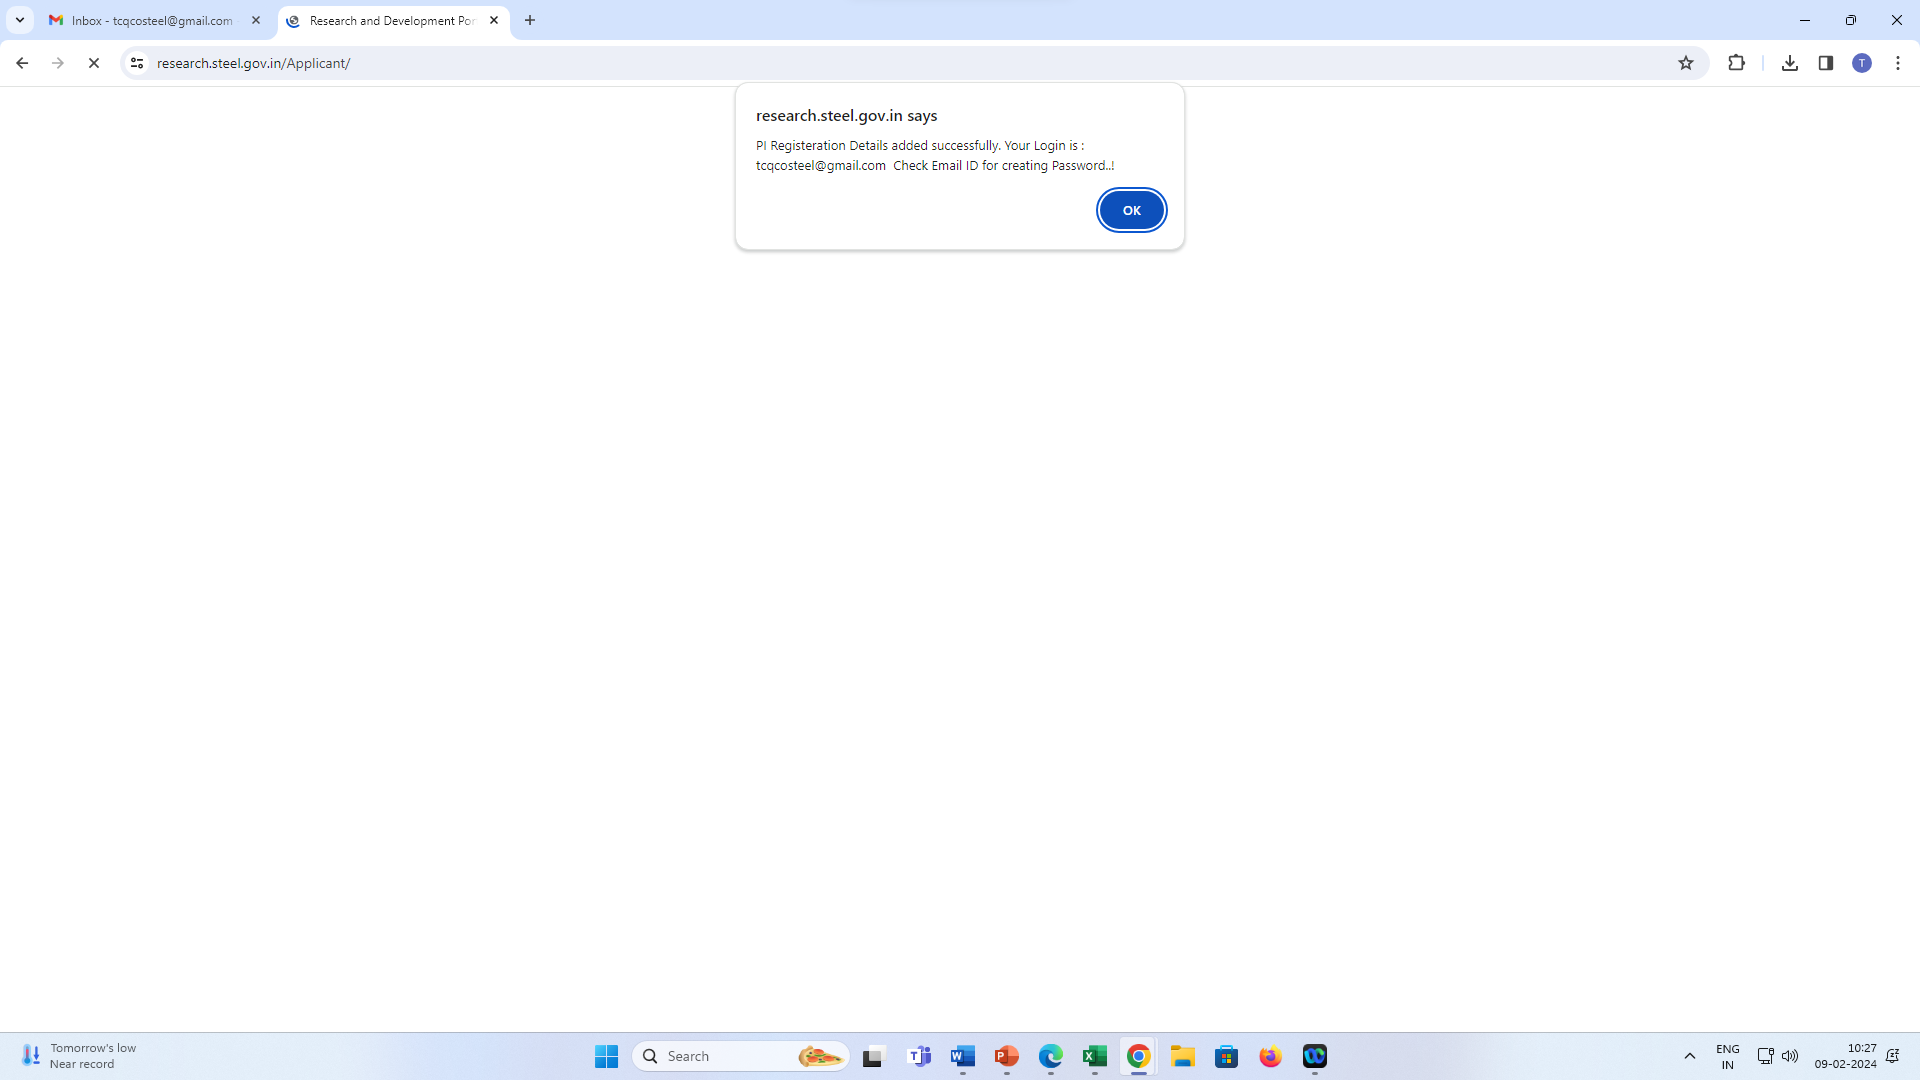 Inbox - tcqcosteel@gmail.com
Research and Development Por
research.steel.gov.in/Applicant/
T
research.steel.gov.in says
PI Registeration Details added successfully. Your Login is :
tcqcosteel@gmail.com  Check Email ID for creating Password..!
OK
Tomorrow's low
Near record
Search
ENG
IN
10:27
09-02-2024